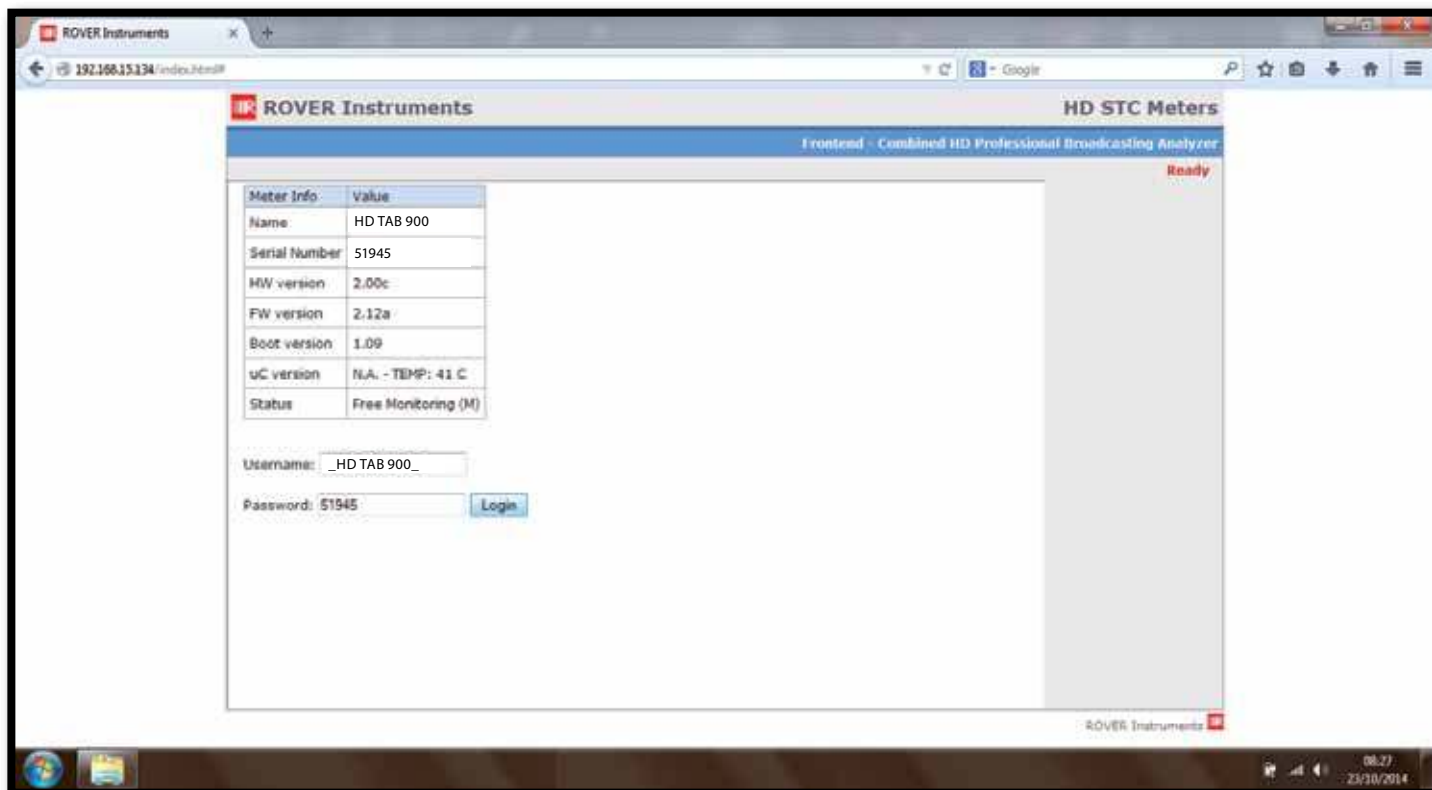 ROVER Instruments
192.168.15.134/index.html#
Google
ROVER Instruments
HD STC Meters
Frontend - Combined HD Professional Broadcasting Analyzer
Ready
Meter Info Value
Name HD TAB 900
Serial Number 51945
HW version 2.00c
FW version 2.12a
Boot version 1.09
uC version N.A. - TEMP: 41 C
Status Free Monitoring (M)
Username: _HD TAB 900_
Password: 51945 Login
ROVER Instruments
08:27
23/10/2014